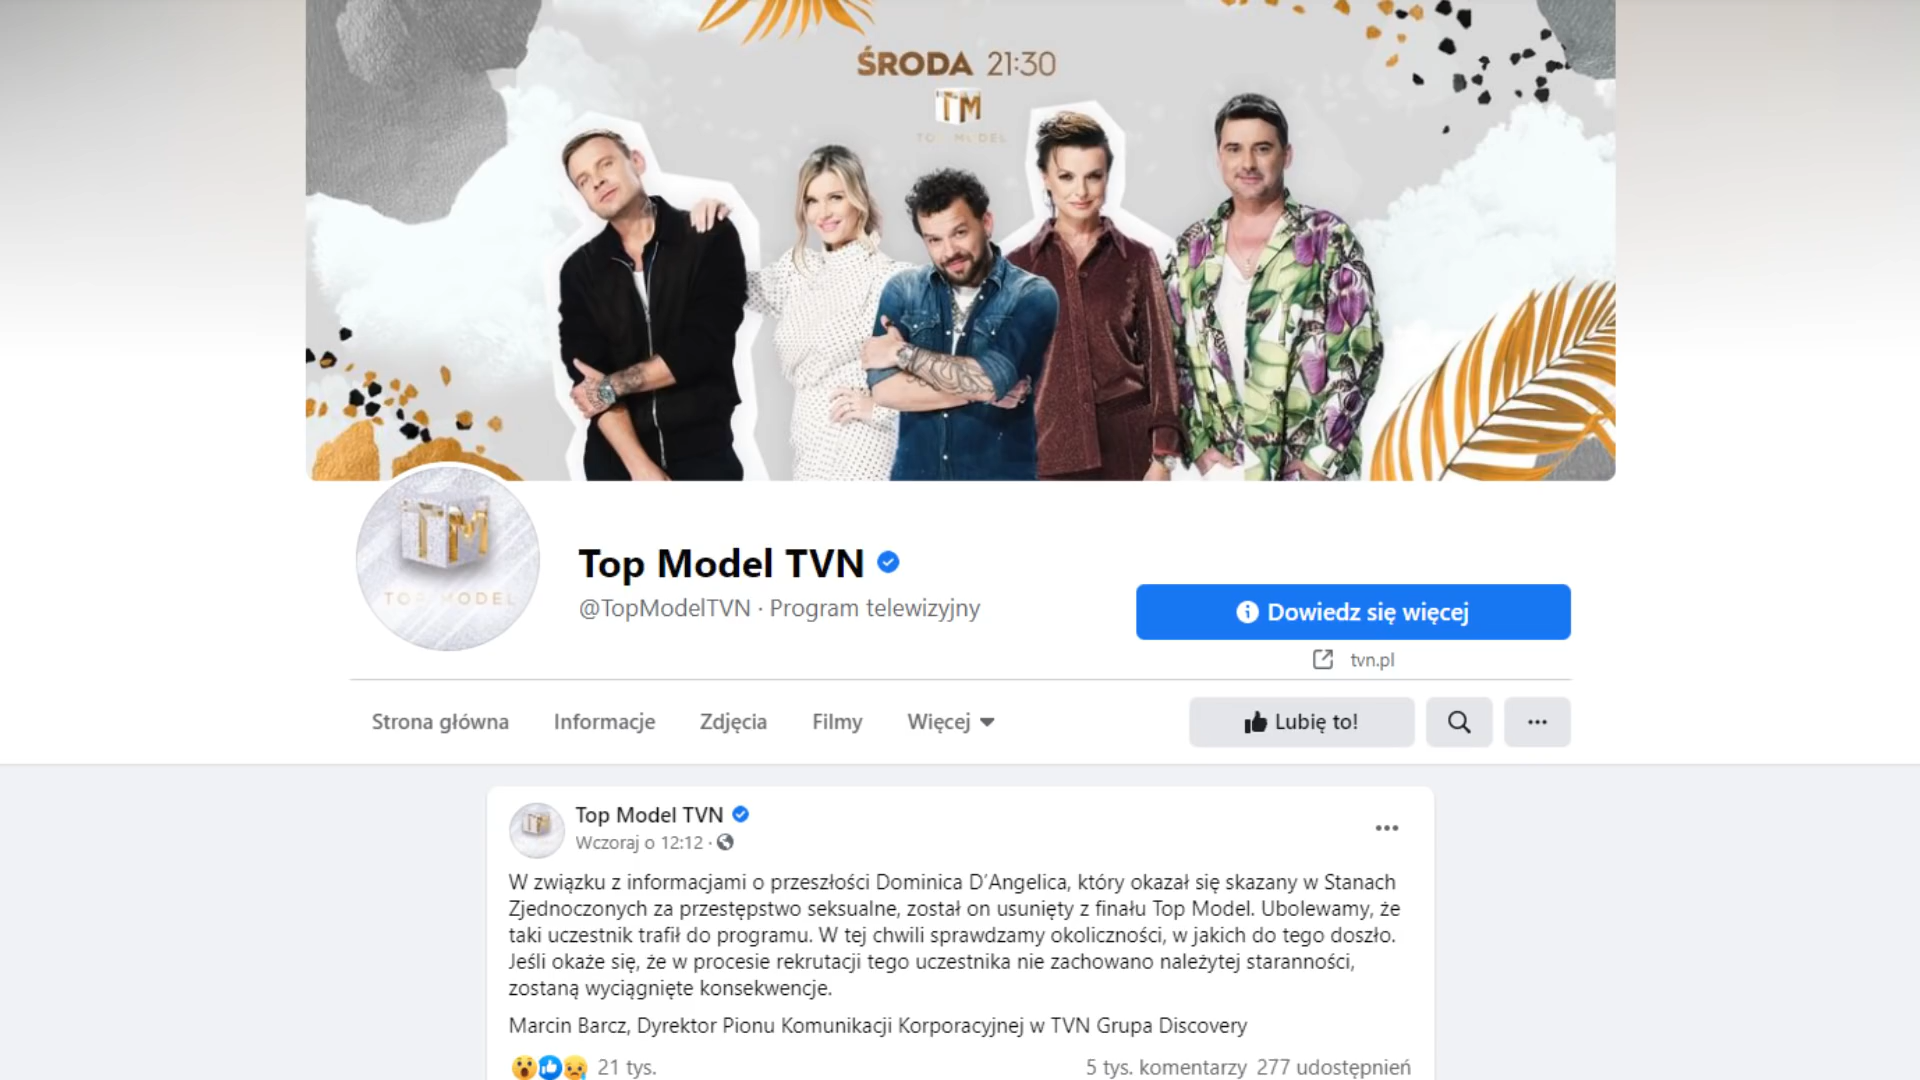 ŚRODA 21:30
TM
TOP MODEL
TM
TOP MODEL
Top Model TVN
@TopModelTVN · Program telewizyjny
Dowiedz się więcej
tvn.pl
Strona główna Informacje Zdjęcia Filmy Więcej Lubię to!
Top Model TVN
Wczoraj o 12:12 ·
W związku z informacjami o przeszłości Dominica D’Angelica, który okazał się skazany w Stanach
Zjednoczonych za przestępstwo seksualne, został on usunięty z finału Top Model. Ubolewamy, że
taki uczestnik trafił do programu. W tej chwili sprawdzamy okoliczności, w jakich do tego doszło.
Jeśli okaże się, że w procesie rekrutacji tego uczestnika nie zachowano należytej staranności,
zostaną wyciągnięte konsekwencje.
Marcin Barcz, Dyrektor Pionu Komunikacji Korporacyjnej w TVN Grupa Discovery
21 tys. 5 tys. komentarzy 277 udostępnień